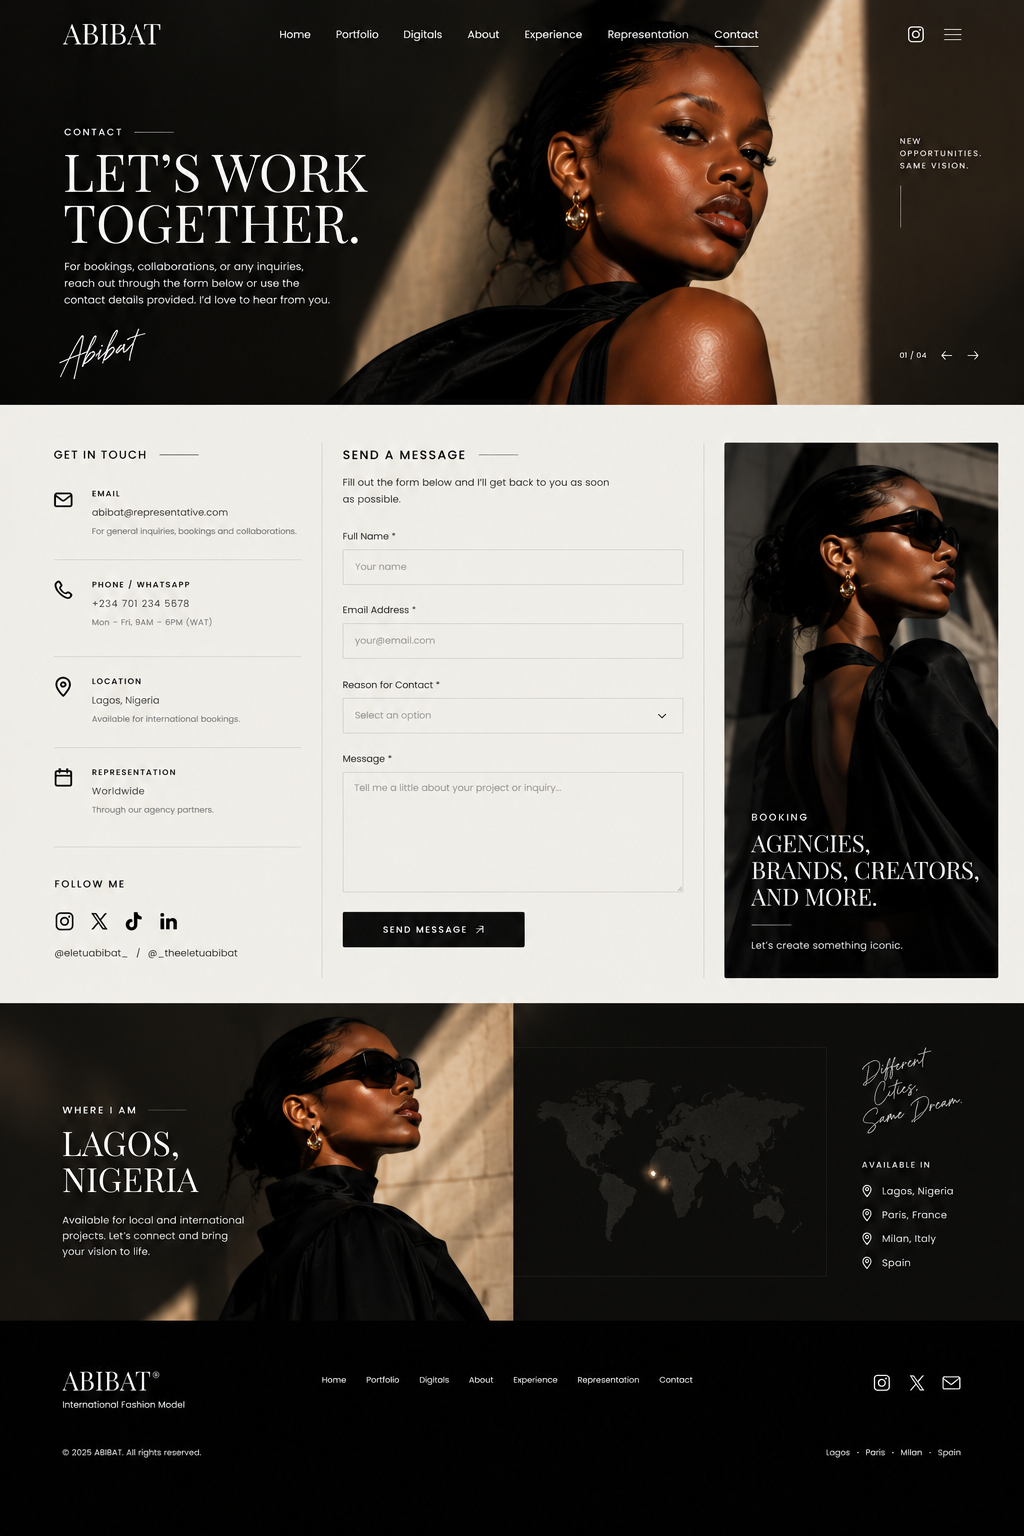 ABIBAT
Home Portfolio Digitals About Experience Representation Contact
CONTACT
LET'S WORK
TOGETHER.
For bookings, collaborations, or any inquiries,
reach out through the form below or use the
contact details provided. I'd love to hear from you.
Abibat
NEW
OPPORTUNITIES.
SAME VISION.
01 / 04
GET IN TOUCH
EMAIL
abibat@representative.com
For general inquiries, bookings and collaborations.
PHONE / WHATSAPP
+234 701 234 5678
Mon – Fri, 9AM – 6PM (WAT)
LOCATION
Lagos, Nigeria
Available for international bookings.
REPRESENTATION
Worldwide
Through our agency partners.
FOLLOW ME
@eletuabibat_ / @_theeletuabibat
SEND A MESSAGE
Fill out the form below and I'll get back to you as soon
as possible.
Full Name *
Your name
Email Address *
your@email.com
Reason for Contact *
Select an option
Message *
Tell me a little about your project or inquiry...
SEND MESSAGE
BOOKING
AGENCIES,
BRANDS, CREATORS,
AND MORE.
Let's create something iconic.
WHERE I AM
LAGOS,
NIGERIA
Available for local and international
projects. Let's connect and bring
your vision to life.
Different
Cities.
Same Dream.
AVAILABLE IN
Lagos, Nigeria
Paris, France
Milan, Italy
Spain
ABIBAT®
International Fashion Model
Home Portfolio Digitals About Experience Representation Contact
© 2025 ABIBAT. All rights reserved.
Lagos · Paris · Milan · Spain